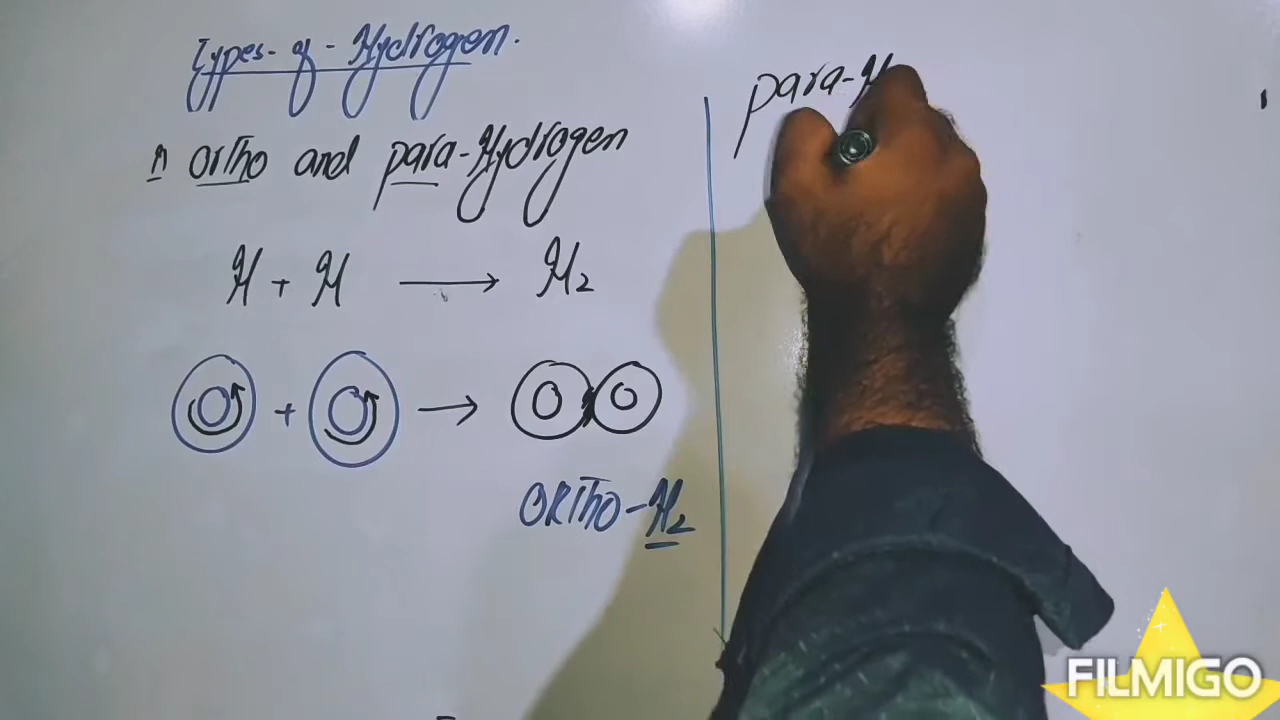 Types-of-Hydrogen.
1) Ortho and para-Hydrogen
H + H → H2
+ →
ORTHO-H2
para-H
FILMIGO